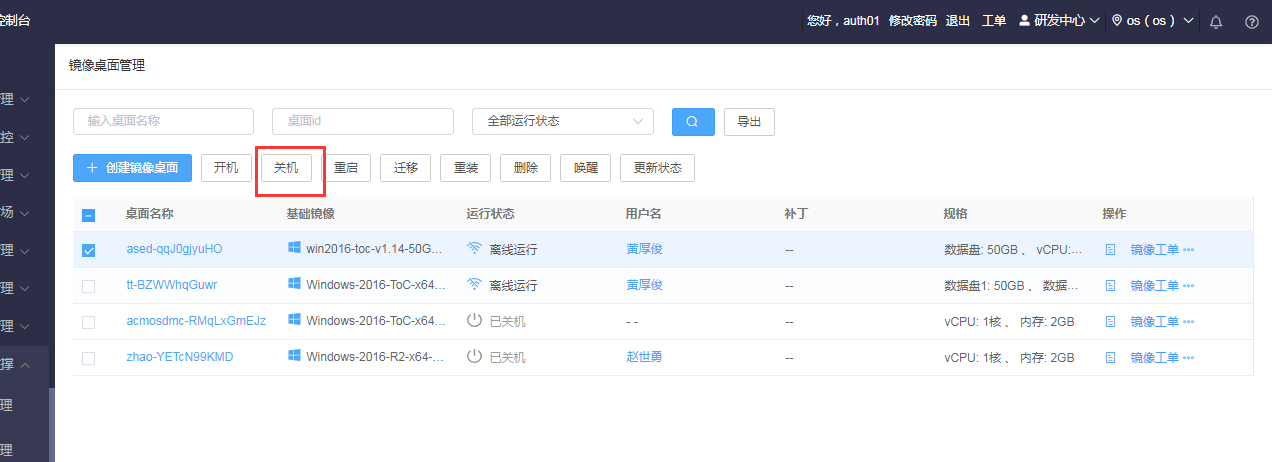 控制台
您好，auth01 修改密码 退出 工单 研发中心 os（os）
镜像桌面管理
输入桌面名称 桌面id 全部运行状态 导出
创建镜像桌面 开机 关机 重启 迁移 重装 删除 唤醒 更新状态
桌面名称 基础镜像 运行状态 用户名 补丁 规格 操作
ased-qqJ0gjyuHO win2016-toc-v1.14-50G... 离线运行 黄厚俊 -- 数据盘: 50GB 、 vCPU:... 镜像工单
tt-BZWWhqGuwr Windows-2016-ToC-x64... 离线运行 黄厚俊 -- 数据盘1: 50GB 、 数据... 镜像工单
acmosdmc-RMqLxGmEJz Windows-2016-ToC-x64... 已关机 - - -- vCPU: 1核 、 内存: 2GB 镜像工单
zhao-YETcN99KMD Windows-2016-R2-x64-... 已关机 赵世勇 -- vCPU: 1核 、 内存: 2GB 镜像工单
理
控
理
场
理
理
理
撑
理
理